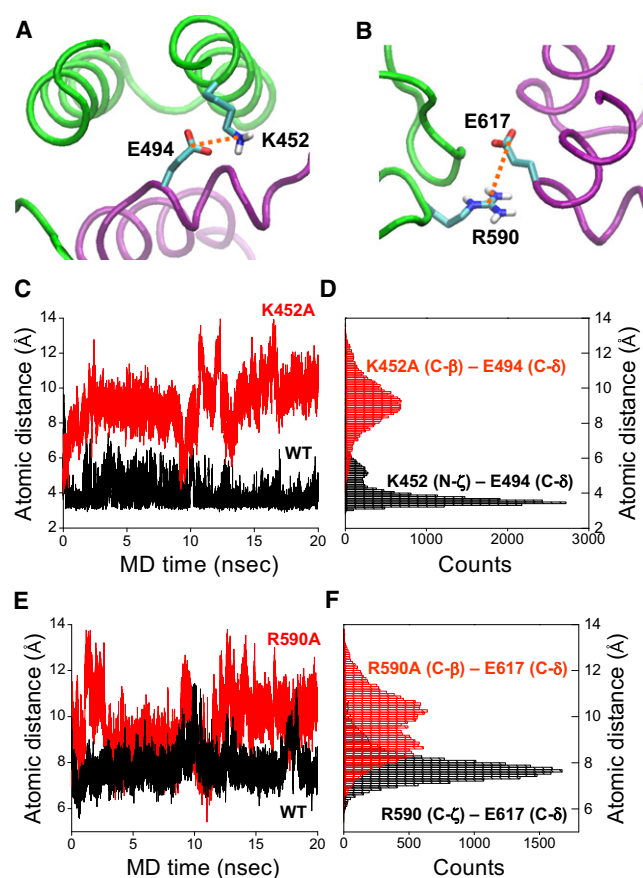 A
E494
K452
B
E617
R590
C
K452A
WT
Atomic distance (Å)
14
12
10
8
6
4
2
0
5
10
15
20
MD time (nsec)
D
K452A (C-β) – E494 (C-δ)
K452 (N-ζ) – E494 (C-δ)
14
12
10
8
6
4
2
Atomic distance (Å)
0
1000
2000
3000
Counts
E
R590A
WT
Atomic distance (Å)
14
12
10
8
6
0
5
10
15
20
MD time (nsec)
F
R590A (C-β) – E617 (C-δ)
R590 (C-ζ) – E617 (C-δ)
14
12
10
8
6
Atomic distance (Å)
0
500
1000
1500
Counts